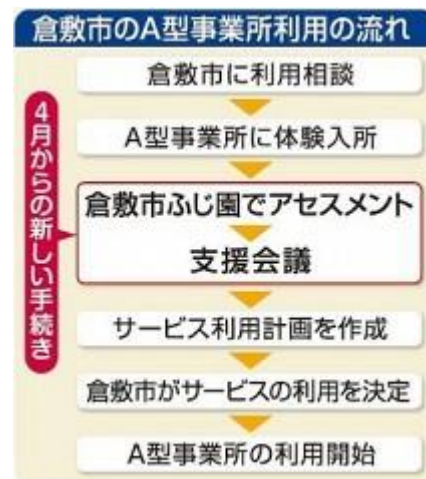 倉敷市のA型事業所利用の流れ
倉敷市に利用相談
A型事業所に体験入所
4月からの新しい手続き
倉敷市ふじ園でアセスメント
支援会議
サービス利用計画を作成
倉敷市がサービスの利用を決定
A型事業所の利用開始